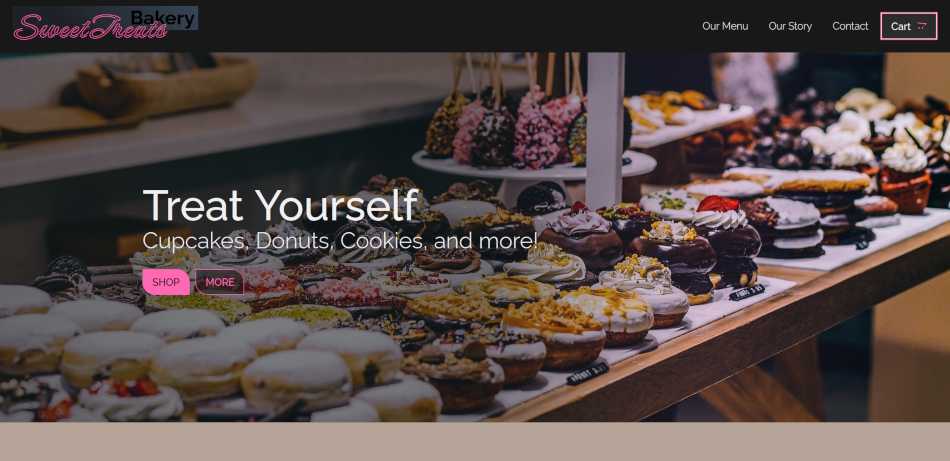 Bakery
SweetTreats
Our Menu
Our Story
Contact
Cart
Treat Yourself
Cupcakes, Donuts, Cookies, and more!
SHOP
MORE